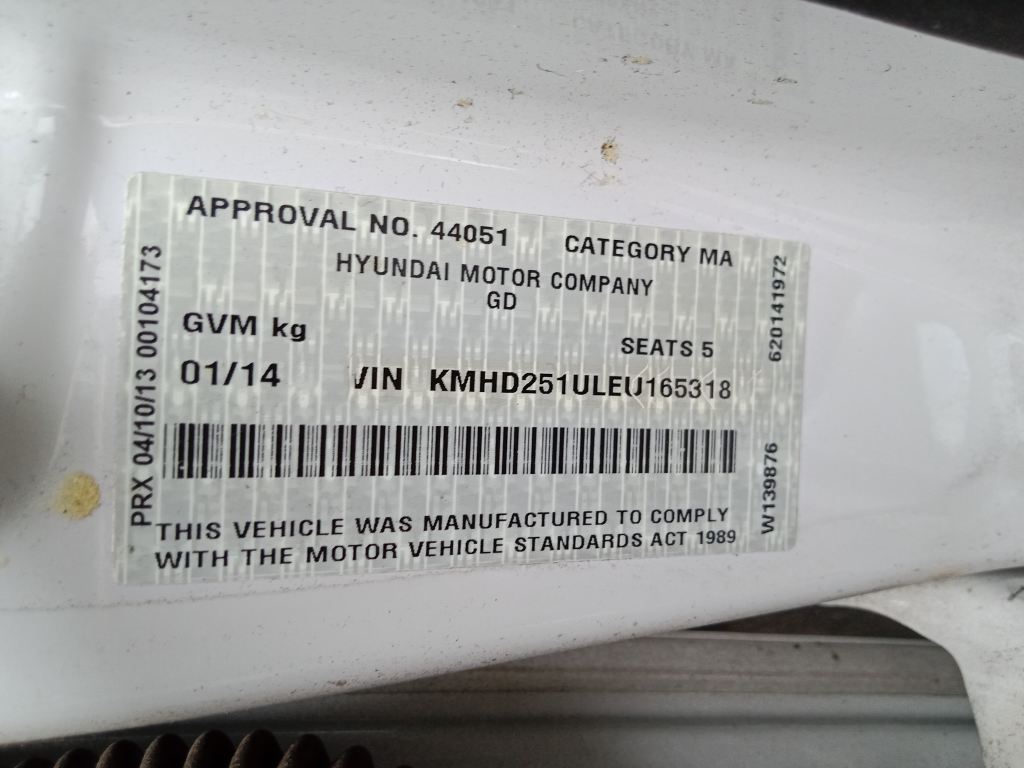 APPROVAL NO. 44051 CATEGORY MA
HYUNDAI MOTOR COMPANY
GD
GVM kg SEATS 5
01/14 VIN KMHD251ULEU165318
THIS VEHICLE WAS MANUFACTURED TO COMPLY
WITH THE MOTOR VEHICLE STANDARDS ACT 1989
PRX 04/10/13 00104173
620141972
W139876